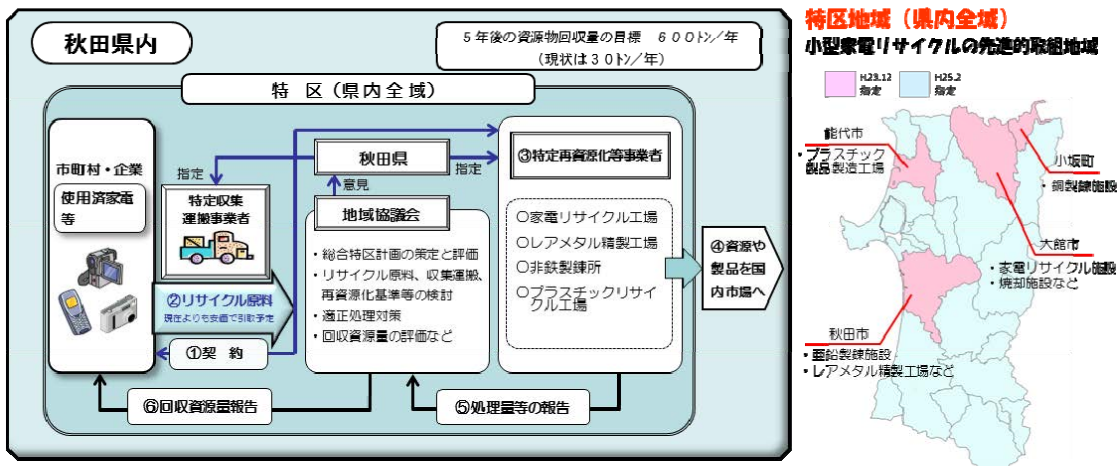 秋田県内
5年後の資源物回収量の目標 600㌧/年
(現状は30㌧/年)
特 区(県内全域)
市町村・企業
使用済家電
等
指定
特定収集
運搬事業者
②リサイクル原料
現在よりも安価で引取予定
①契 約
秋田県
意見
指定
地域協議会
・総合特区計画の策定と評価
・リサイクル原料、収集運搬、
再資源化基準等の検討
・適正処理対策
・回収資源量の評価など
③特定再資源化等事業者
○家電リサイクル工場
○レアメタル精製工場
○非鉄製錬所
○プラスチックリサイ
クル工場
④資源や
製品を国
内市場へ
⑥回収資源量報告
⑤処理量等の報告
特区地域(県内全域)
小型家電リサイクルの先進的取組地域
H23.12
指定
H25.2
指定
能代市
・プラスチック
製品製造工場
小坂町
・銅製錬施設
大館市
・家電リサイクル施設
・焼却施設など
秋田市
・亜鉛製錬施設
・レアメタル精製工場など